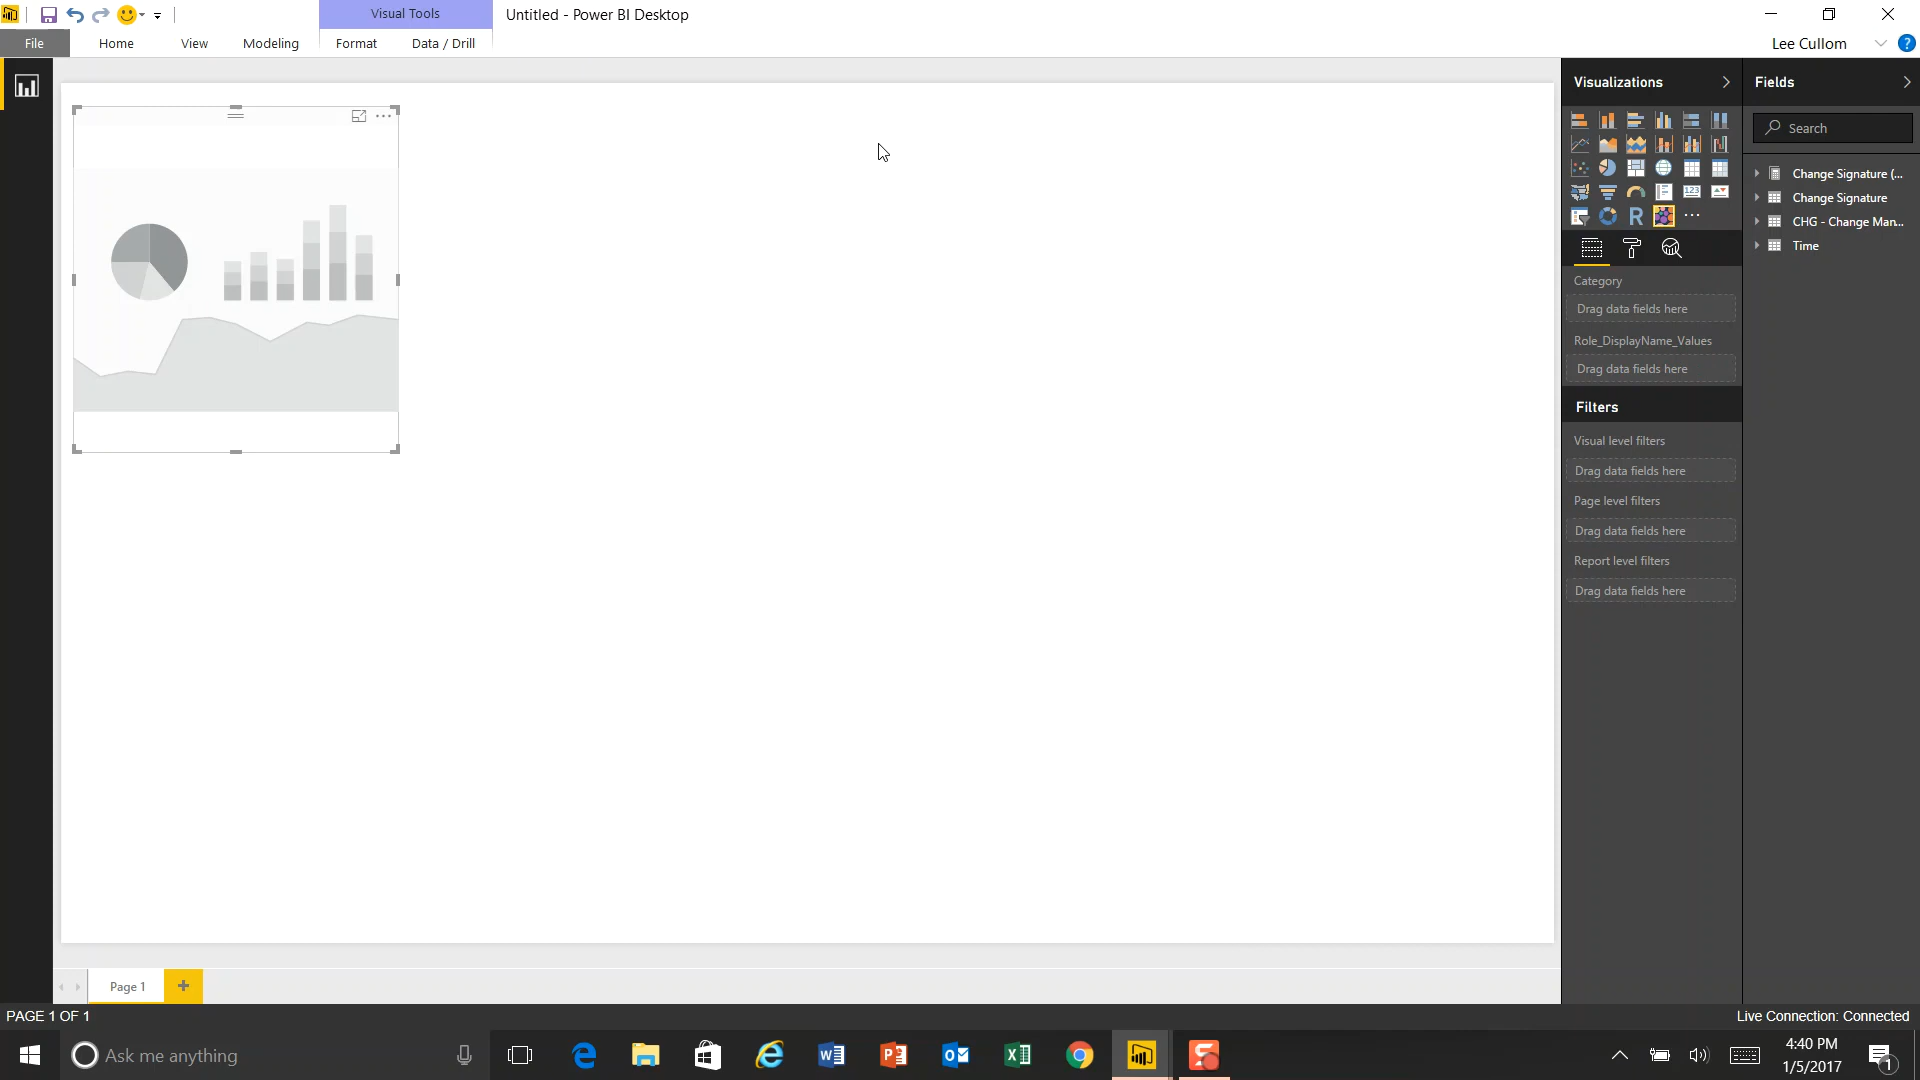 Visual Tools
Untitled - Power BI Desktop
File
Home
View
Modeling
Format
Data / Drill
Lee Cullom
?
Visualizations
Fields
Search
Change Signature (...
Change Signature
CHG - Change Man...
Time
123
R
Category
Drag data fields here
Role_DisplayName_Values
Drag data fields here
Filters
Visual level filters
Drag data fields here
Page level filters
Drag data fields here
Report level filters
Drag data fields here
Page 1
+
PAGE 1 OF 1
Live Connection: Connected
Ask me anything
4:40 PM
1/5/2017
1